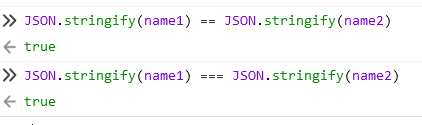 JSON.stringify(name1) == JSON.stringify(name2)
true
JSON.stringify(name1) === JSON.stringify(name2)
true